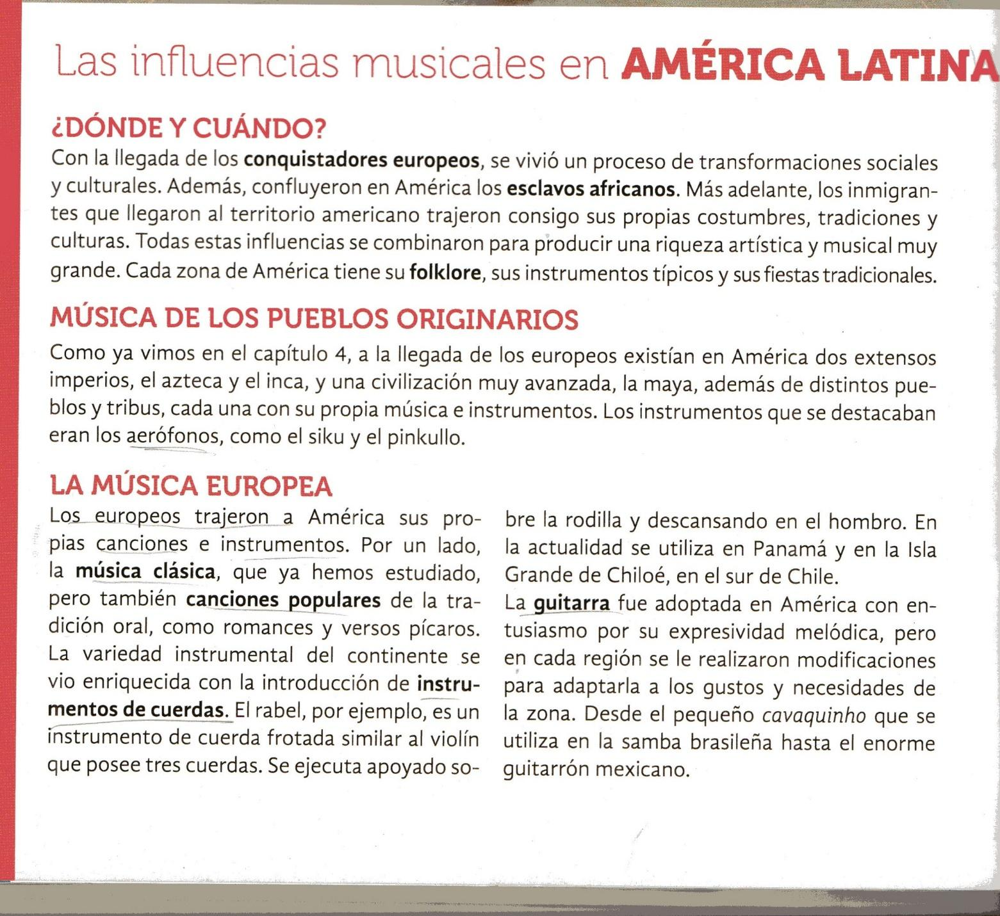 Las influencias musicales en AMÉRICA LATINA
¿DÓNDE Y CUÁNDO?
Con la llegada de los conquistadores europeos, se vivió un proceso de transformaciones sociales
y culturales. Además, confluyeron en América los esclavos africanos. Más adelante, los inmigran-
tes que llegaron al territorio americano trajeron consigo sus propias costumbres, tradiciones y
culturas. Todas estas influencias se combinaron para producir una riqueza artística y musical muy
grande. Cada zona de América tiene su folklore, sus instrumentos típicos y sus fiestas tradicionales.
MÚSICA DE LOS PUEBLOS ORIGINARIOS
Como ya vimos en el capítulo 4, a la llegada de los europeos existían en América dos extensos
imperios, el azteca y el inca, y una civilización muy avanzada, la maya, además de distintos pue-
blos y tribus, cada una con su propia música e instrumentos. Los instrumentos que se destacaban
eran los aerófonos, como el siku y el pinkullo.
LA MÚSICA EUROPEA
Los europeos trajeron a América sus pro-
pias canciones e instrumentos. Por un lado,
la música clásica, que ya hemos estudiado,
pero también canciones populares de la tra-
dición oral, como romances y versos pícaros.
La variedad instrumental del continente se
vio enriquecida con la introducción de instru-
mentos de cuerdas. El rabel, por ejemplo, es un
instrumento de cuerda frotada similar al violín
que posee tres cuerdas. Se ejecuta apoyado so-
bre la rodilla y descansando en el hombro. En
la actualidad se utiliza en Panamá y en la Isla
Grande de Chiloé, en el sur de Chile.
La guitarra fue adoptada en América con en-
tusiasmo por su expresividad melódica, pero
en cada región se le realizaron modificaciones
para adaptarla a los gustos y necesidades de
la zona. Desde el pequeño cavaquinho que se
utiliza en la samba brasileña hasta el enorme
guitarrón mexicano.